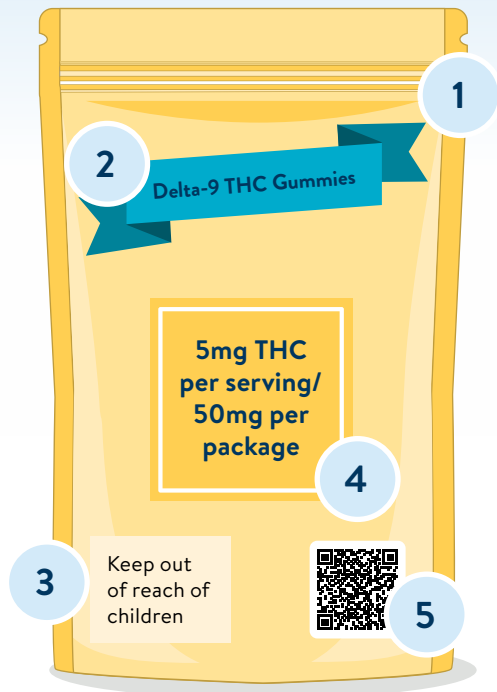 1
2
Delta-9 THC Gummies
5mg THC
per serving/
50mg per
package
4
3
Keep out
of reach of
children
5